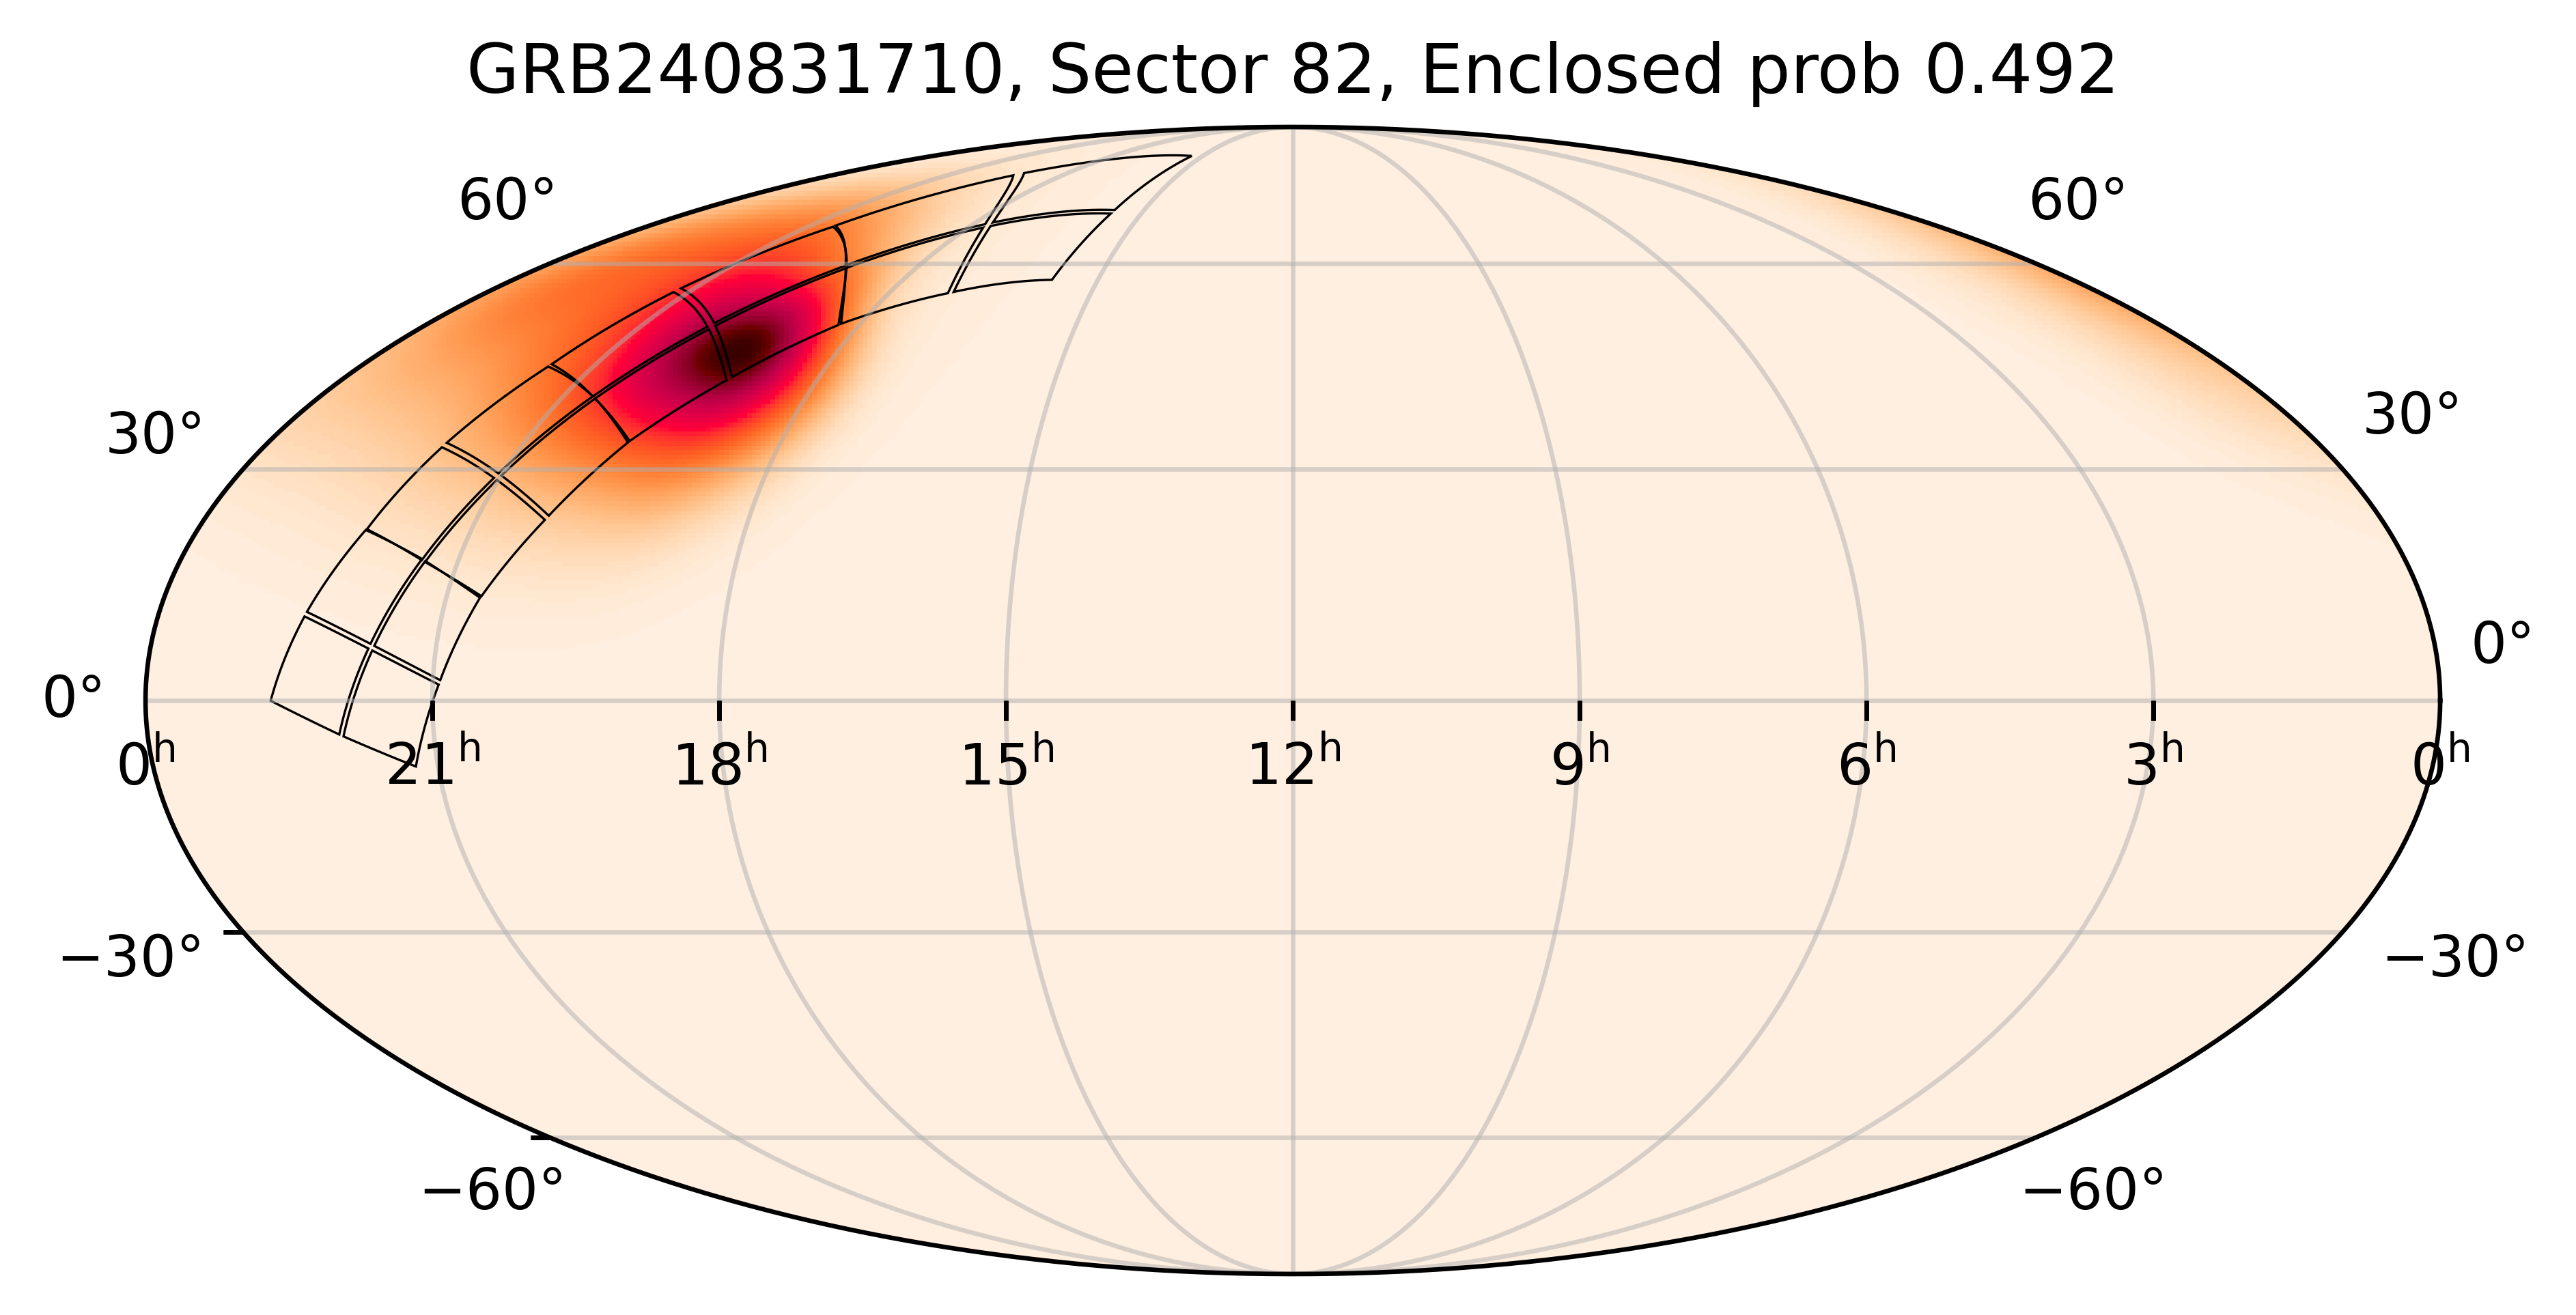 GRB240831710, Sector 82, Enclosed prob 0.492
60° 60°
30° 30°
0° 0°
0ʰ 21ʰ 18ʰ 15ʰ 12ʰ 9ʰ 6ʰ 3ʰ 0ʰ
−30° −30°
−60° −60°